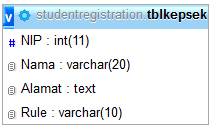 v studentregistration.tblkepsek
# NIP : int(11)
Nama : varchar(20)
Alamat : text
Rule : varchar(10)